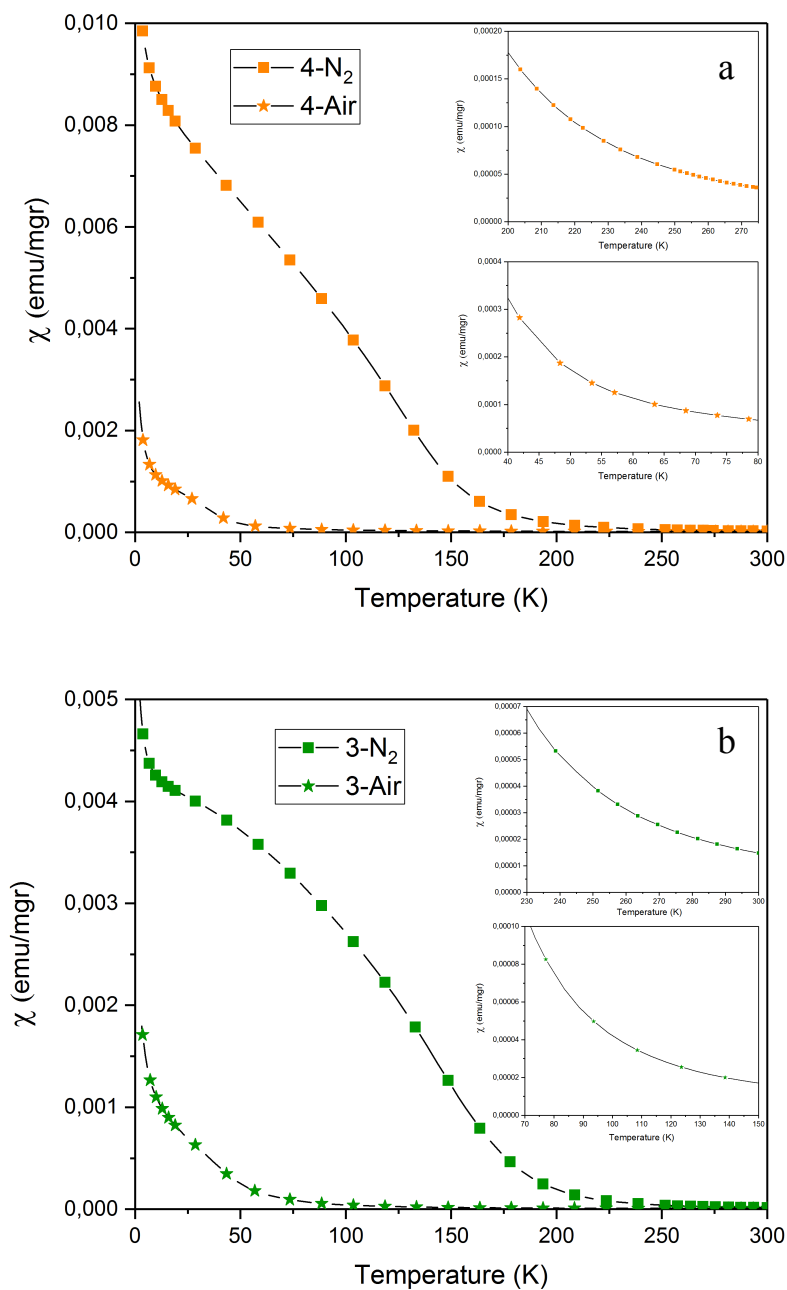 0,010
0,008
0,006
0,004
0,002
0,000
χ (emu/mgr)
4-N₂
4-Air
0 50 100 150 200 250 300
Temperature (K)
a
0,00020
0,00015
0,00010
0,00005
0,00000
χ (emu/mgr)
200 210 220 230 240 250 260 270
Temperature (K)
0,0004
0,0003
0,0002
0,0001
0,0000
χ (emu/mgr)
40 45 50 55 60 65 70 75 80
Temperature (K)
0,005
0,004
0,003
0,002
0,001
0,000
χ (emu/mgr)
3-N₂
3-Air
0 50 100 150 200 250 300
Temperature (K)
b
0,00007
0,00006
0,00005
0,00004
0,00003
0,00002
0,00001
0,00000
χ (emu/mgr)
230 240 250 260 270 280 290 300
Temperature (K)
0,00010
0,00008
0,00006
0,00004
0,00002
0,00000
χ (emu/mgr)
70 80 90 100 110 120 130 140 150
Temperature (K)